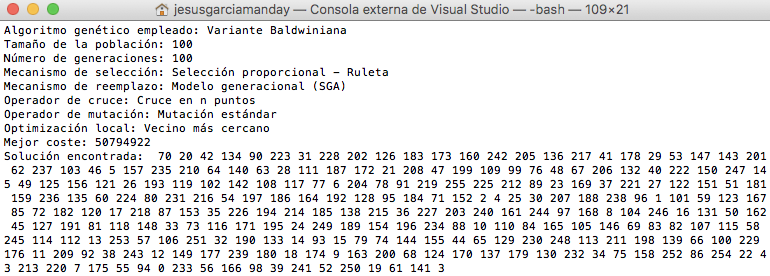 jesusgarciamanday — Consola externa de Visual Studio — -bash — 109×21
Algoritmo genético empleado: Variante Baldwiniana
Tamaño de la población: 100
Número de generaciones: 100
Mecanismo de selección: Selección proporcional – Ruleta
Mecanismo de reemplazo: Modelo generacional (SGA)
Operador de cruce: Cruce en n puntos
Operador de mutación: Mutación estándar
Optimización local: Vecino más cercano
Mejor coste: 50794922
Solución encontrada:  70 20 42 134 90 223 31 228 202 126 183 173 160 242 205 136 217 41 178 29 53 147 143 201
 62 237 103 46 5 157 235 210 64 140 63 28 111 187 172 21 208 47 199 109 99 76 48 67 206 132 40 222 150 247 14
5 49 125 156 121 26 193 119 102 142 108 117 77 6 204 78 91 219 255 225 212 89 23 169 37 221 27 122 151 51 181
 159 236 135 60 224 80 231 216 54 197 186 164 192 128 95 184 71 152 2 4 25 30 207 188 238 96 1 101 59 123 167
 85 72 182 120 17 218 87 153 35 226 194 214 185 138 215 36 227 203 240 161 244 97 168 8 104 246 16 131 50 162
 45 127 191 81 118 148 33 73 116 171 195 24 249 189 154 196 234 88 10 110 84 165 105 146 69 83 82 107 115 58
245 114 112 13 253 57 106 251 32 190 133 14 93 15 79 74 144 155 44 65 129 230 248 113 211 198 139 66 100 229
 176 11 209 92 38 243 12 149 177 239 180 18 174 9 163 200 68 124 170 137 179 130 232 34 75 158 252 86 254 22 4
3 213 220 7 175 55 94 0 233 56 166 98 39 241 52 250 19 61 141 3